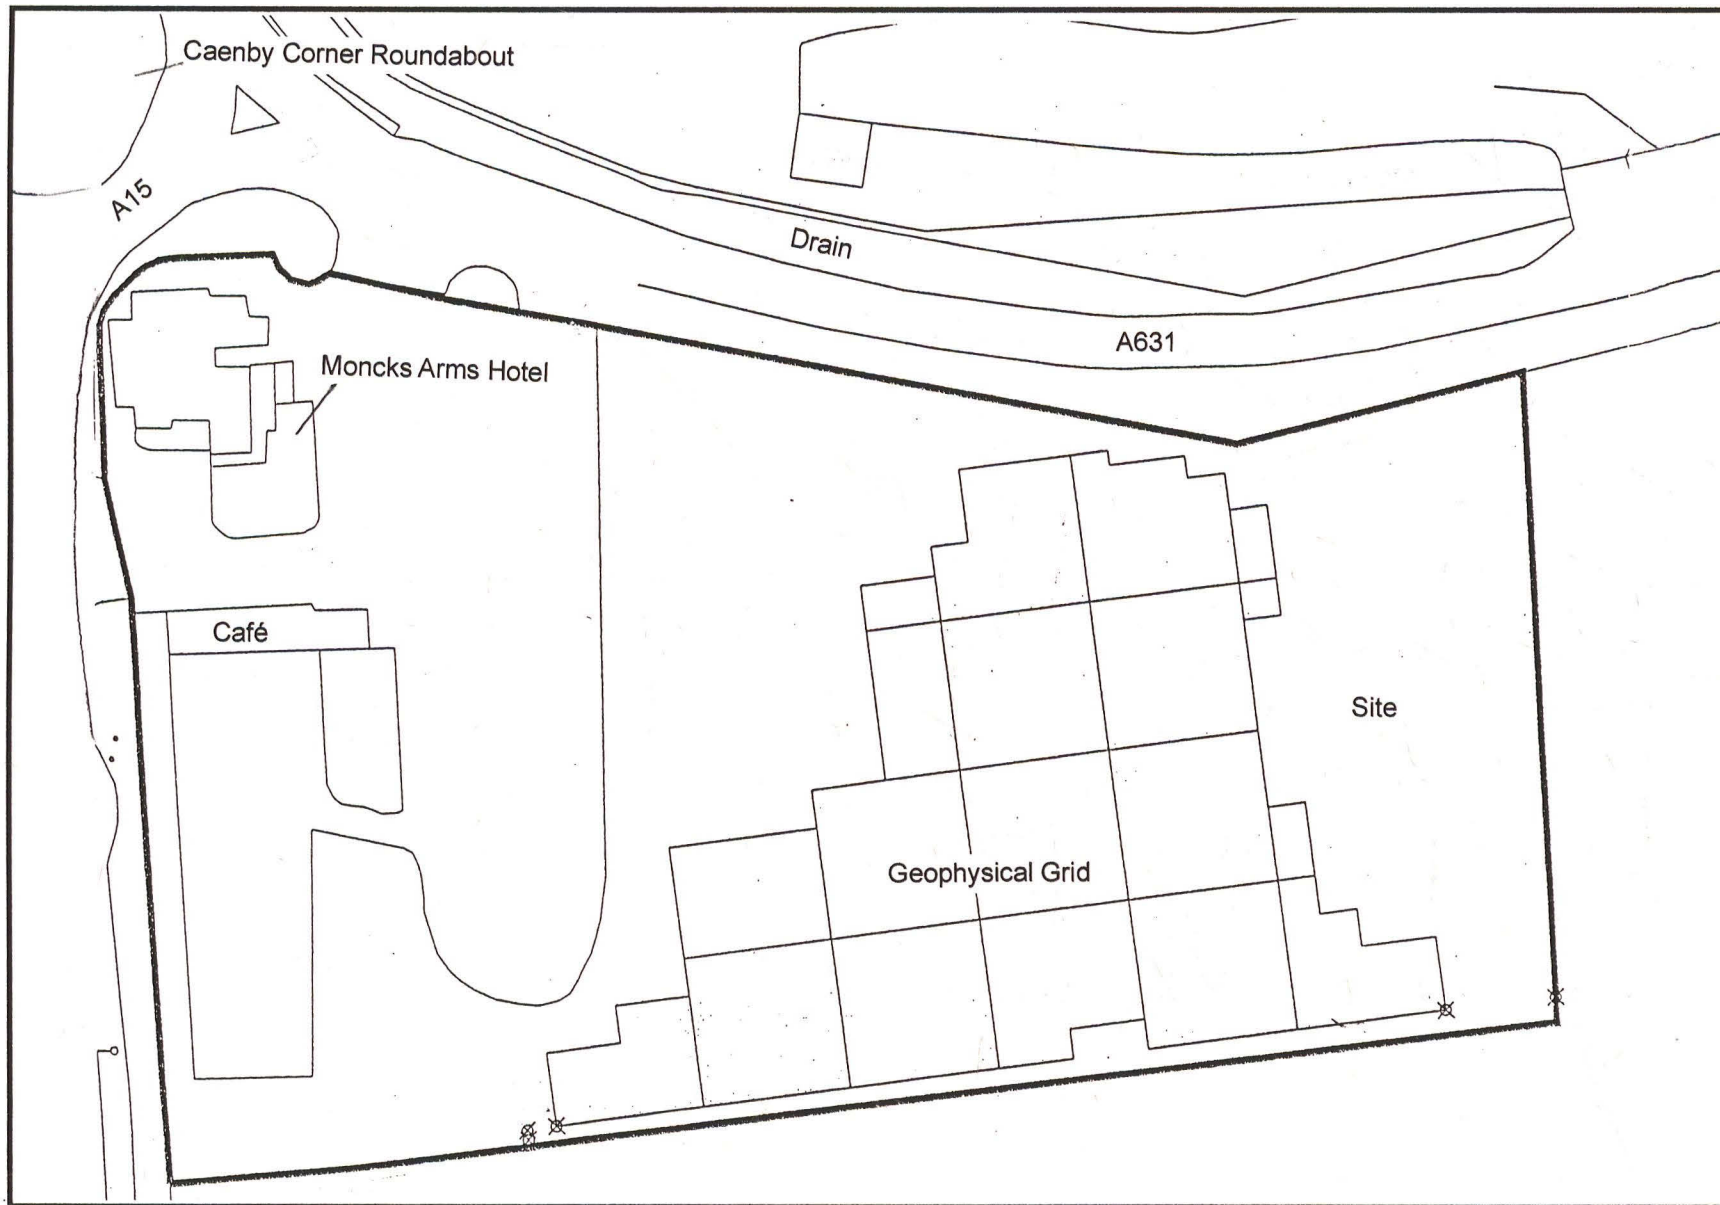 Caenby Corner Roundabout
A15
Drain
A631
Moncks Arms Hotel
Café
Site
Geophysical Grid